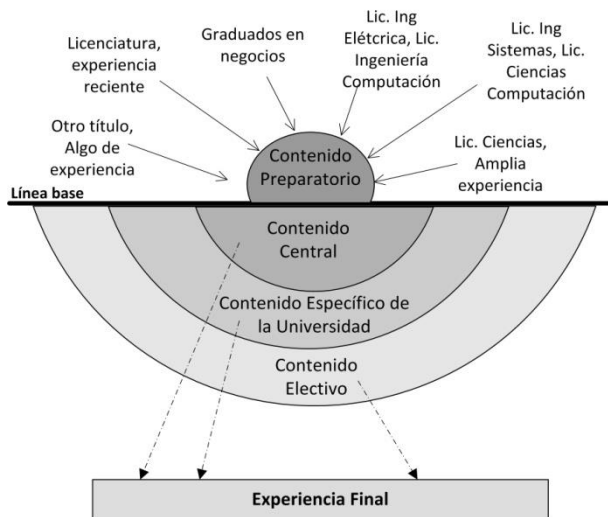 Licenciatura,
experiencia
reciente
Graduados en
negocios
Lic. Ing
Elétcrica, Lic.
Ingeniería
Computación
Lic. Ing
Sistemas, Lic.
Ciencias
Computación
Otro título,
Algo de
experiencia
Contenido
Preparatorio
Lic. Ciencias,
Amplia
experiencia
Línea base
Contenido
Central
Contenido Específico de
la Universidad
Contenido
Electivo
Experiencia Final